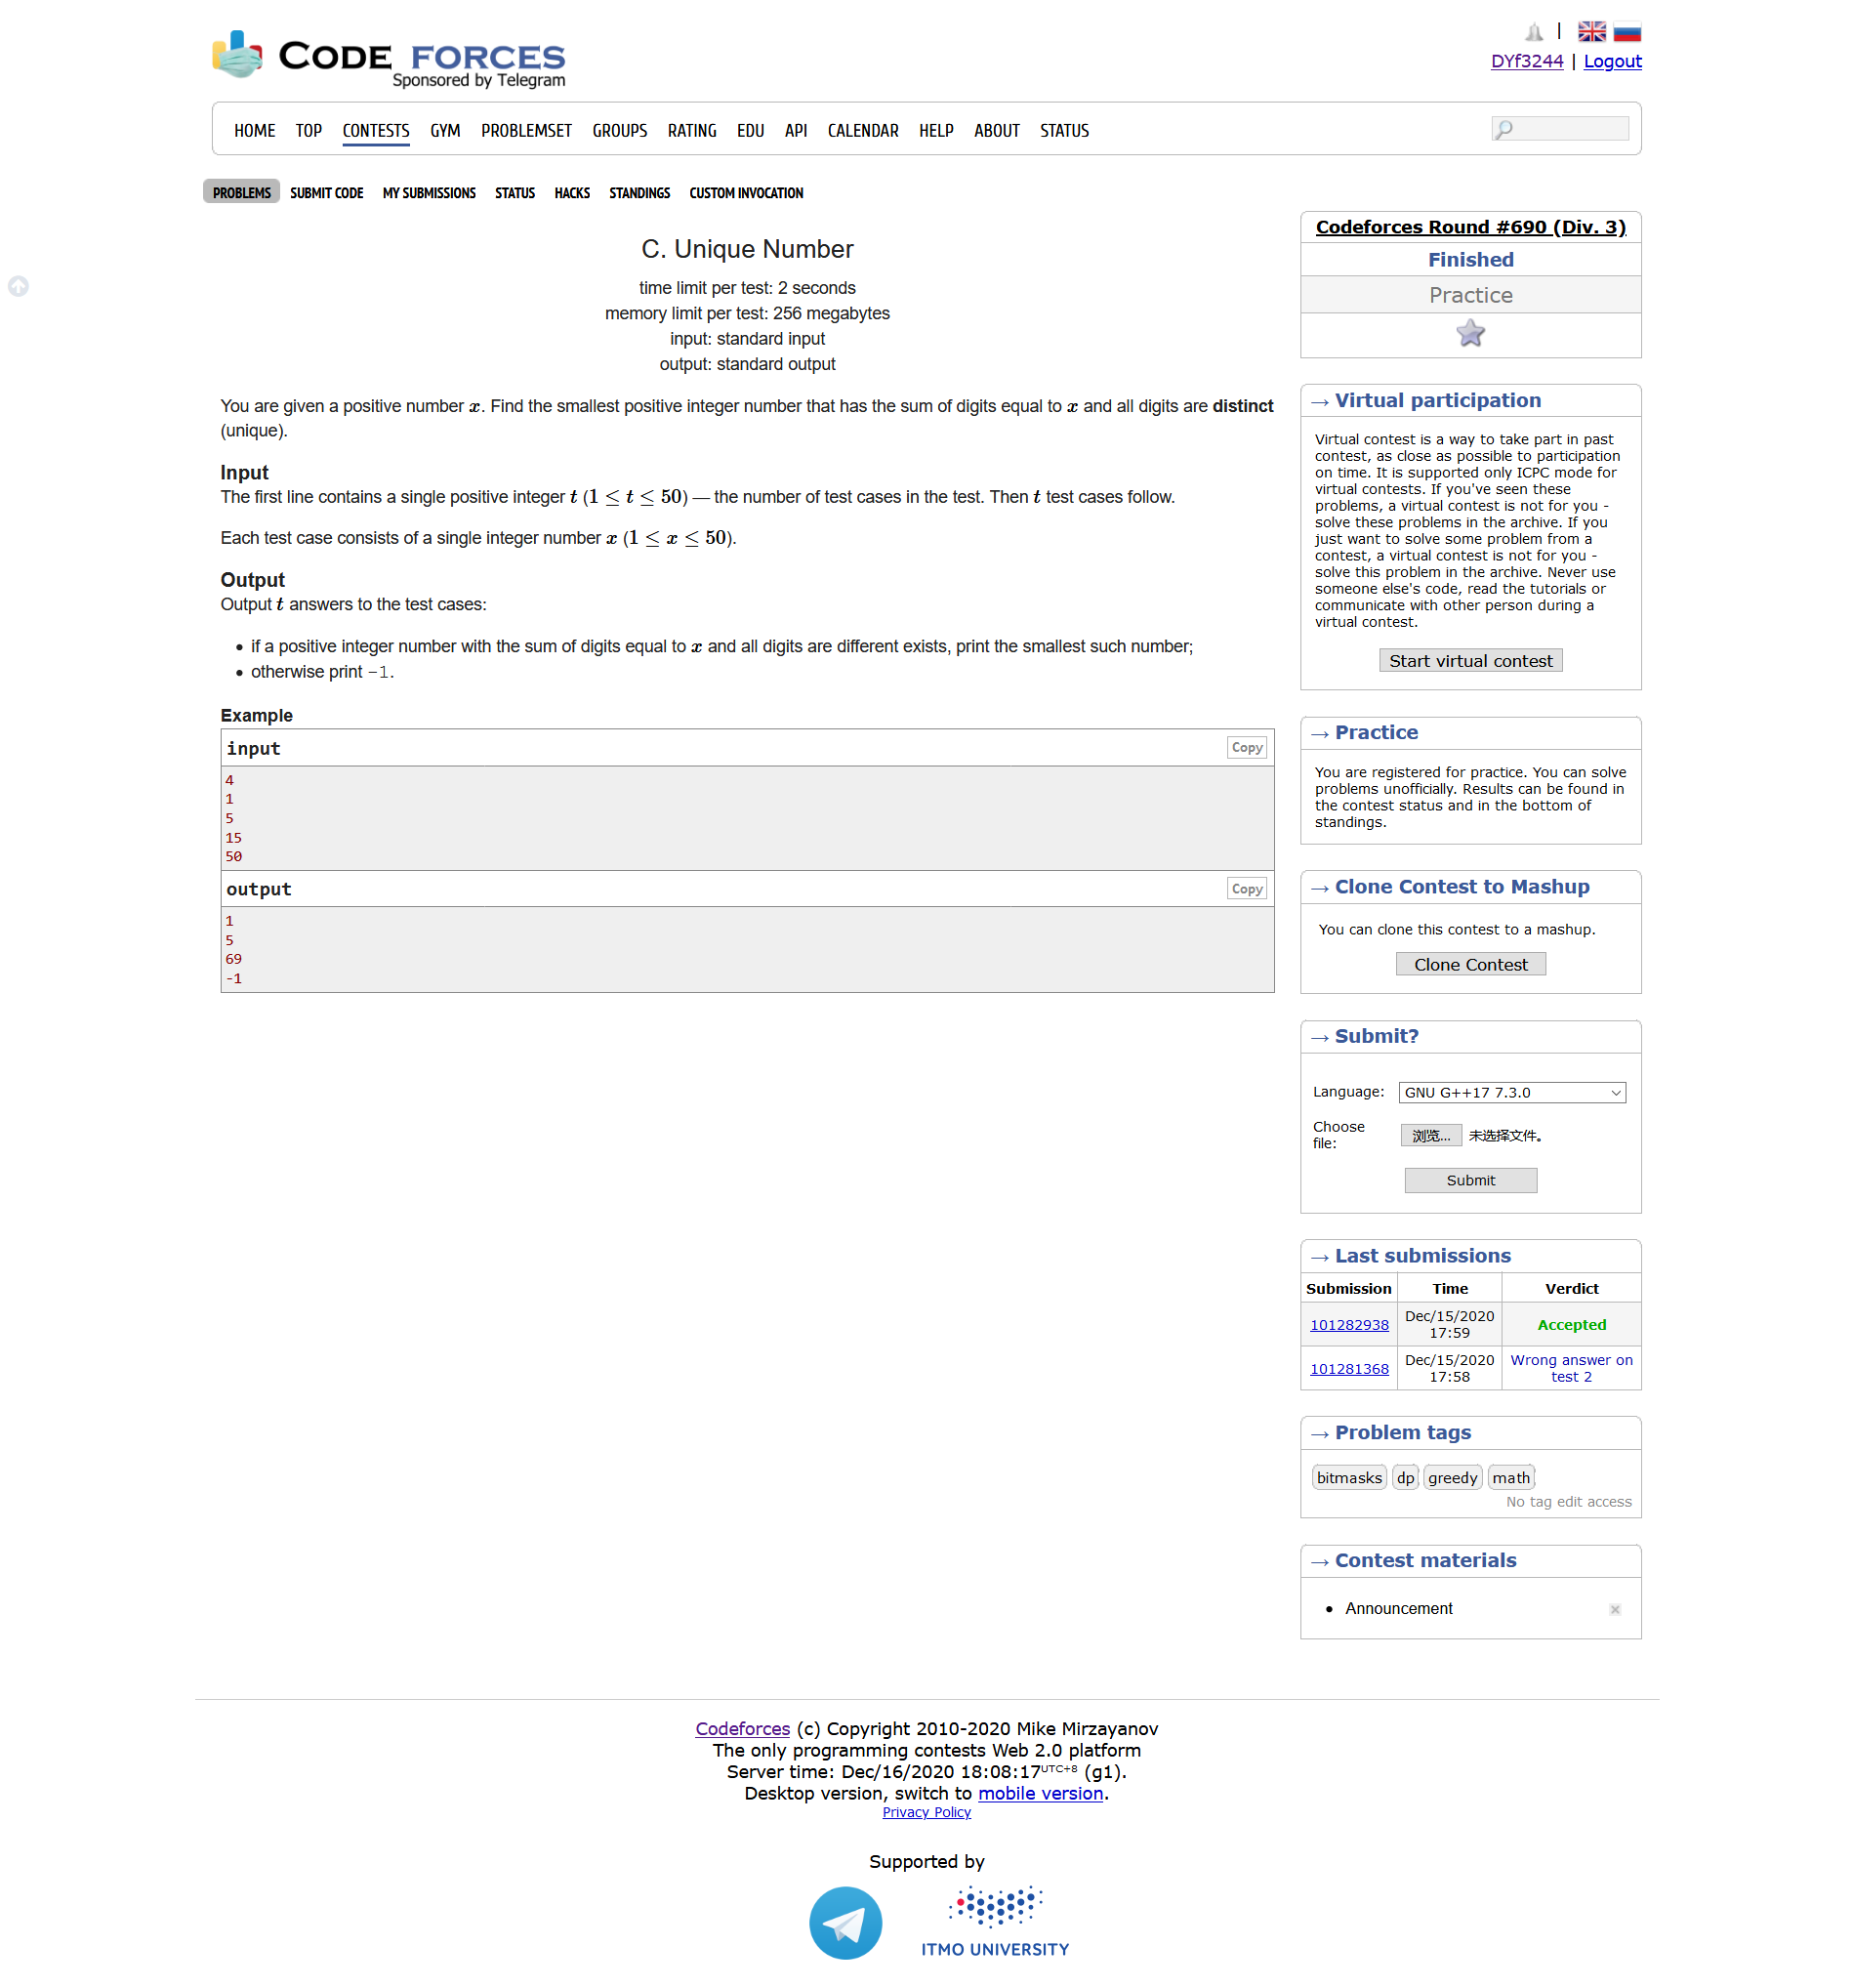 DYf3244 | Logout
CODE FORCES
Sponsored by Telegram
HOME TOP CONTESTS GYM PROBLEMSET GROUPS RATING EDU API CALENDAR HELP ABOUT STATUS
PROBLEMS SUBMIT CODE MY SUBMISSIONS STATUS HACKS STANDINGS CUSTOM INVOCATION
C. Unique Number
time limit per test: 2 seconds
memory limit per test: 256 megabytes
input: standard input
output: standard output
You are given a positive number x. Find the smallest positive integer number that has the sum of digits equal to x and all digits are distinct
(unique).
Input
The first line contains a single positive integer t (1 ≤ t ≤ 50) — the number of test cases in the test. Then t test cases follow.
Each test case consists of a single integer number x (1 ≤ x ≤ 50).
Output
Output t answers to the test cases:
• if a positive integer number with the sum of digits equal to x and all digits are different exists, print the smallest such number;
• otherwise print -1.
Example
input
Copy
4
1
5
15
50
output
Copy
1
5
69
-1
Codeforces Round #690 (Div. 3)
Finished
Practice
→ Virtual participation
Virtual contest is a way to take part in past
contest, as close as possible to participation
on time. It is supported only ICPC mode for
virtual contests. If you've seen these
problems, a virtual contest is not for you -
solve these problems in the archive. If you
just want to solve some problem from a
contest, a virtual contest is not for you -
solve this problem in the archive. Never use
someone else's code, read the tutorials or
communicate with other person during a
virtual contest.
Start virtual contest
→ Practice
You are registered for practice. You can solve
problems unofficially. Results can be found in
the contest status and in the bottom of
standings.
→ Clone Contest to Mashup
You can clone this contest to a mashup.
Clone Contest
→ Submit?
Language: GNU G++17 7.3.0
Choose
file:
浏览... 未选择文件。
Submit
→ Last submissions
Submission Time Verdict
101282938 Dec/15/2020
17:59 Accepted
101281368 Dec/15/2020
17:58 Wrong answer on
test 2
→ Problem tags
bitmasks dp greedy math
No tag edit access
→ Contest materials
• Announcement
Codeforces (c) Copyright 2010-2020 Mike Mirzayanov
The only programming contests Web 2.0 platform
Server time: Dec/16/2020 18:08:17 UTC+8 (g1).
Desktop version, switch to mobile version.
Privacy Policy
Supported by
ITMO UNIVERSITY